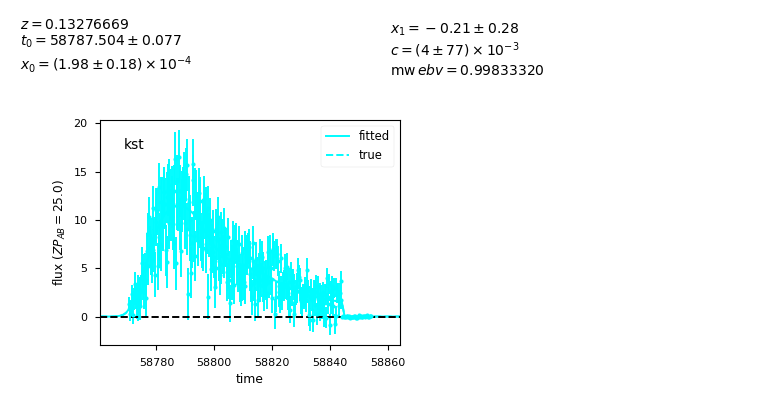 z = 0.13276669
t₀ = 58787.504 ± 0.077
x₀ = (1.98 ± 0.18) × 10⁻⁴
x₁ = −0.21 ± 0.28
c = (4 ± 77) × 10⁻³
mw ebv = 0.99833320
kst
fitted
true
20
15
10
5
0
flux (ZP_AB = 25.0)
58780 58800 58820 58840 58860
time